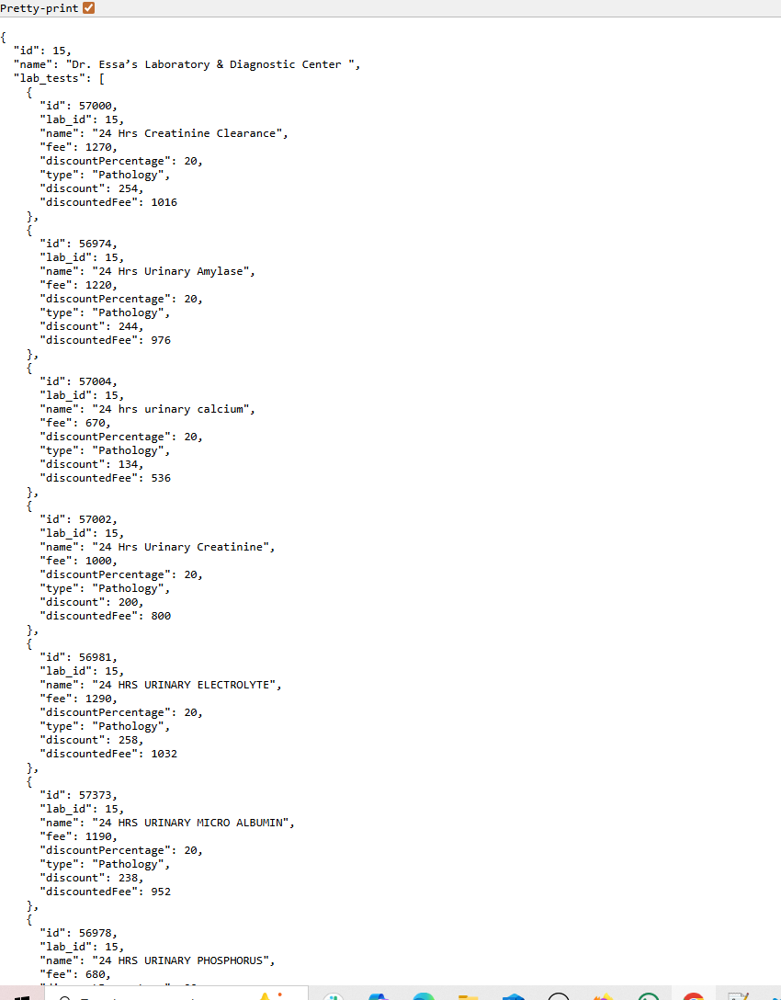 Pretty-print
{
  "id": 15,
  "name": "Dr. Essa’s Laboratory & Diagnostic Center ",
  "lab_tests": [
    {
      "id": 57000,
      "lab_id": 15,
      "name": "24 Hrs Creatinine Clearance",
      "fee": 1270,
      "discountPercentage": 20,
      "type": "Pathology",
      "discount": 254,
      "discountedFee": 1016
    },
    {
      "id": 56974,
      "lab_id": 15,
      "name": "24 Hrs Urinary Amylase",
      "fee": 1220,
      "discountPercentage": 20,
      "type": "Pathology",
      "discount": 244,
      "discountedFee": 976
    },
    {
      "id": 57004,
      "lab_id": 15,
      "name": "24 hrs urinary calcium",
      "fee": 670,
      "discountPercentage": 20,
      "type": "Pathology",
      "discount": 134,
      "discountedFee": 536
    },
    {
      "id": 57002,
      "lab_id": 15,
      "name": "24 Hrs Urinary Creatinine",
      "fee": 1000,
      "discountPercentage": 20,
      "type": "Pathology",
      "discount": 200,
      "discountedFee": 800
    },
    {
      "id": 56981,
      "lab_id": 15,
      "name": "24 HRS URINARY ELECTROLYTE",
      "fee": 1290,
      "discountPercentage": 20,
      "type": "Pathology",
      "discount": 258,
      "discountedFee": 1032
    },
    {
      "id": 57373,
      "lab_id": 15,
      "name": "24 HRS URINARY MICRO ALBUMIN",
      "fee": 1190,
      "discountPercentage": 20,
      "type": "Pathology",
      "discount": 238,
      "discountedFee": 952
    },
    {
      "id": 56978,
      "lab_id": 15,
      "name": "24 HRS URINARY PHOSPHORUS",
      "fee": 680,